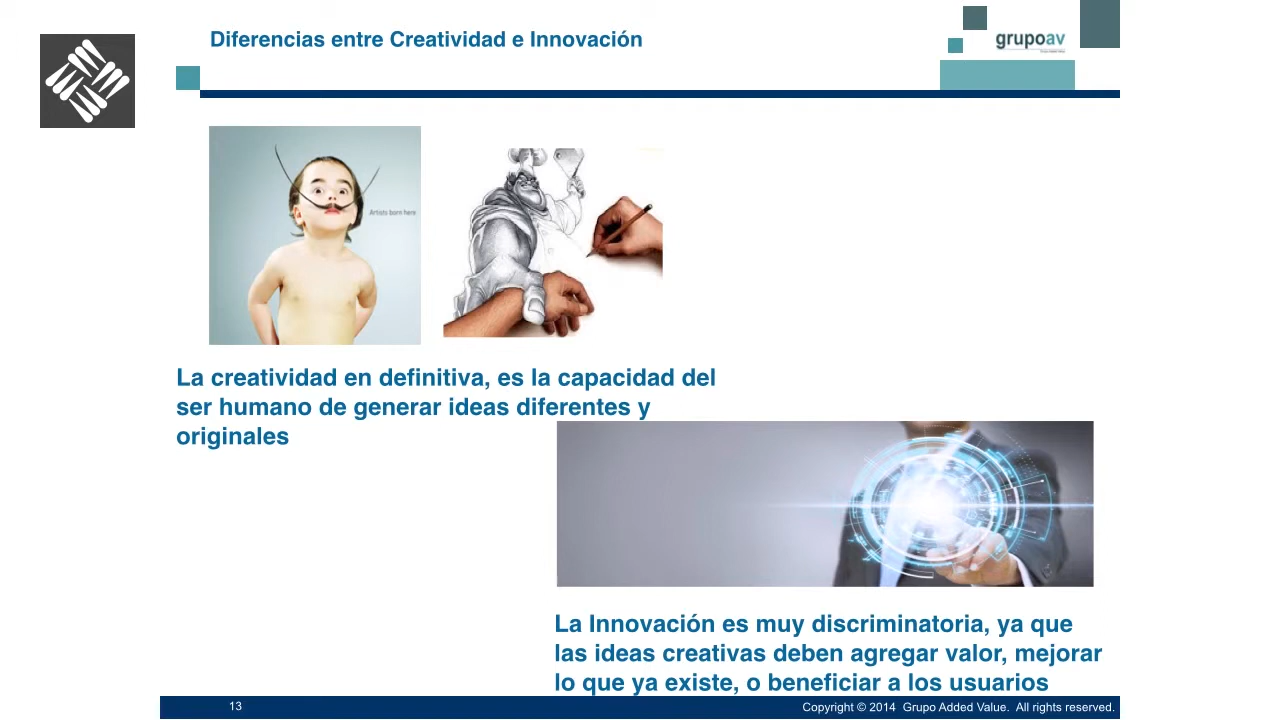 Diferencias entre Creatividad e Innovación
grupoav
Artists born here
La creatividad en definitiva, es la capacidad del
ser humano de generar ideas diferentes y
originales
La Innovación es muy discriminatoria, ya que
las ideas creativas deben agregar valor, mejorar
lo que ya existe, o beneficiar a los usuarios
13
Copyright © 2014 Grupo Added Value. All rights reserved.